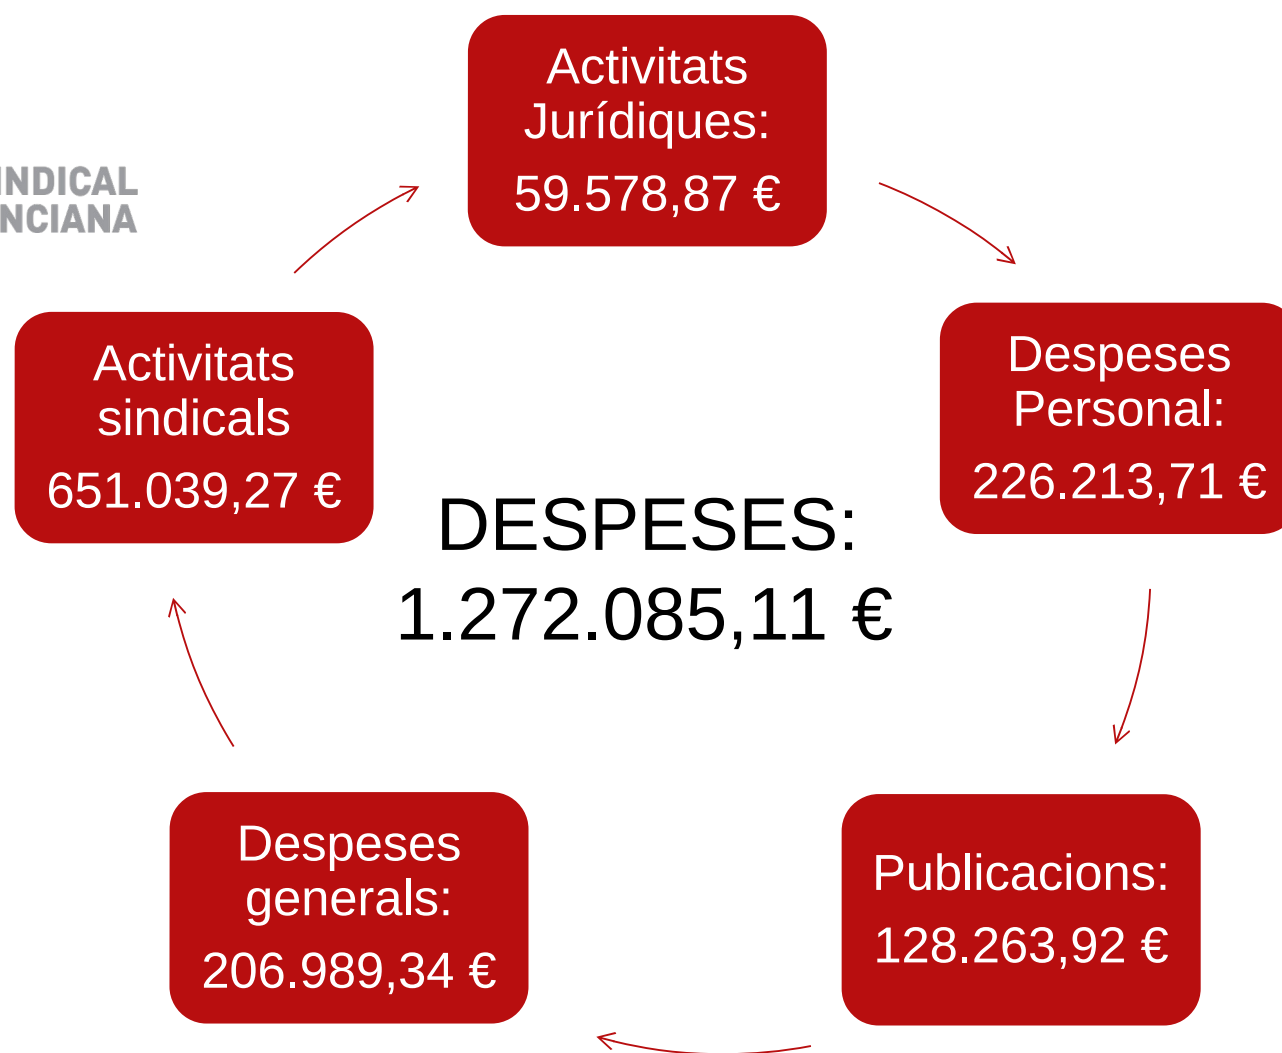 Activitats
Jurídiques:
59.578,87 €
INDICAL
NCIANA
Despeses
Personal:
226.213,71 €
Activitats
sindicals
651.039,27 €
DESPESES:
1.272.085,11 €
Despeses
generals:
206.989,34 €
Publicacions:
128.263,92 €